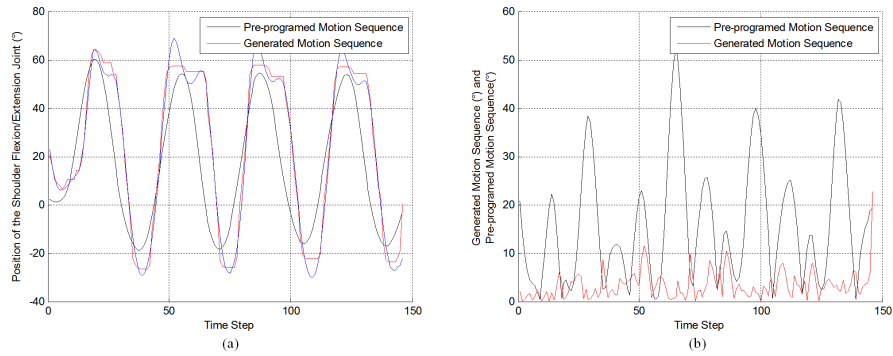 Pre-programed Motion Sequence
Generated Motion Sequence
80
60
40
20
0
-20
-40
0
50
100
150
Position of the Shoulder Flexion/Extension Joint (°)
Time Step
(a)
Pre-programed Motion Sequence
Generated Motion Sequence
60
50
40
30
20
10
0
0
50
100
150
Generated Motion Sequence (°) and
Pre-programed Motion Sequence(°)
Time Step
(b)